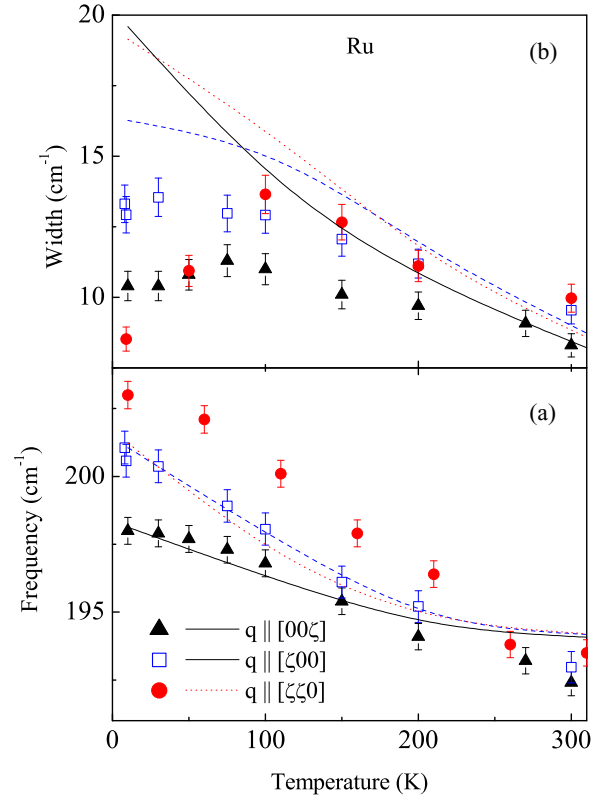 20
Ru
(b)
15
Width (cm⁻¹)
10
(a)
200
Frequency (cm⁻¹)
195
q || [00ζ]
q || [ζ00]
q || [ζζ0]
0 100 200 300
Temperature (K)